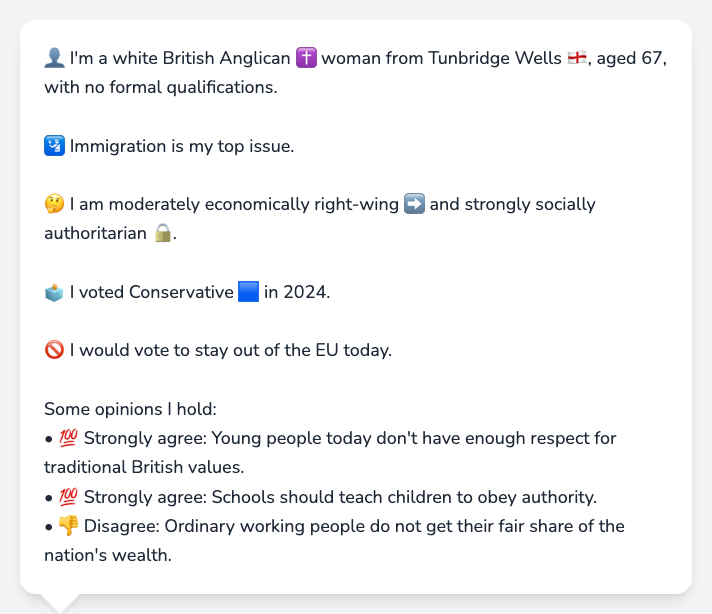 👤 I'm a white British Anglican ✝️ woman from Tunbridge Wells 🏴󠁧󠁢󠁥󠁮󠁧󠁿, aged 67,
with no formal qualifications.
🛂 Immigration is my top issue.
🤔 I am moderately economically right-wing ➡️ and strongly socially
authoritarian 🔒.
🗳️ I voted Conservative 🟦 in 2024.
🚫 I would vote to stay out of the EU today.
Some opinions I hold:
• 💯 Strongly agree: Young people today don't have enough respect for
traditional British values.
• 💯 Strongly agree: Schools should teach children to obey authority.
• 👎 Disagree: Ordinary working people do not get their fair share of the
nation's wealth.